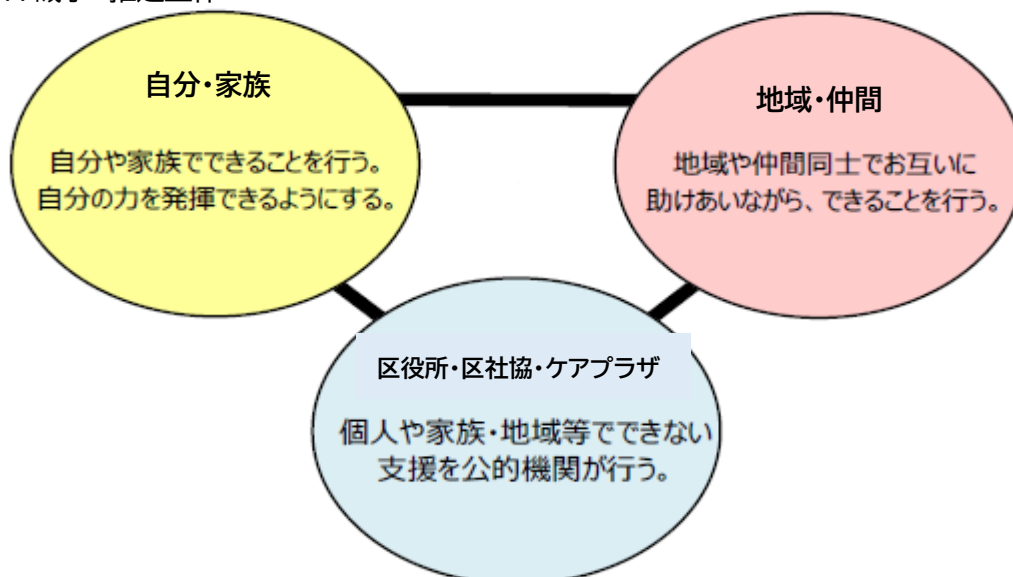 自分・家族
自分や家族でできることを行う。
自分の力を発揮できるようにする。
地域・仲間
地域や仲間同士でお互いに
助けあいながら、できることを行う。
区役所・区社協・ケアプラザ
個人や家族・地域等でできない
支援を公的機関が行う。